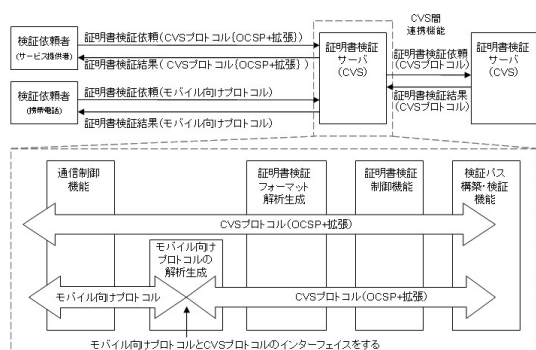 検証依頼者
(サービス提供者)
証明書検証依頼(CVSプロトコル{OCSP+拡張})
証明書検証結果( CVSプロトコル{OCSP+拡張})
検証依頼者
(携帯電話)
証明書検証依頼(モバイル向けプロトコル)
証明書検証結果(モバイル向けプロトコル)
証明書検証
サーバ
(CVS)
CVS間
連携機能
証明書検証依頼
(CVSプロトコル)
証明書検証結果
(CVSプロトコル)
証明書検証
サーバ
(CVS)
通信制御
機能
証明書検証
フォーマット
解析生成
証明書検証
制御機能
検証パス
構築・検証
機能
CVSプロトコル(OCSP+拡張)
モバイル向け
プロトコルの
解析生成
モバイル向けプロトコル
CVSプロトコル(OCSP+拡張)
モバイル向けプロトコルとCVSプロトコルのインターフェイスをする